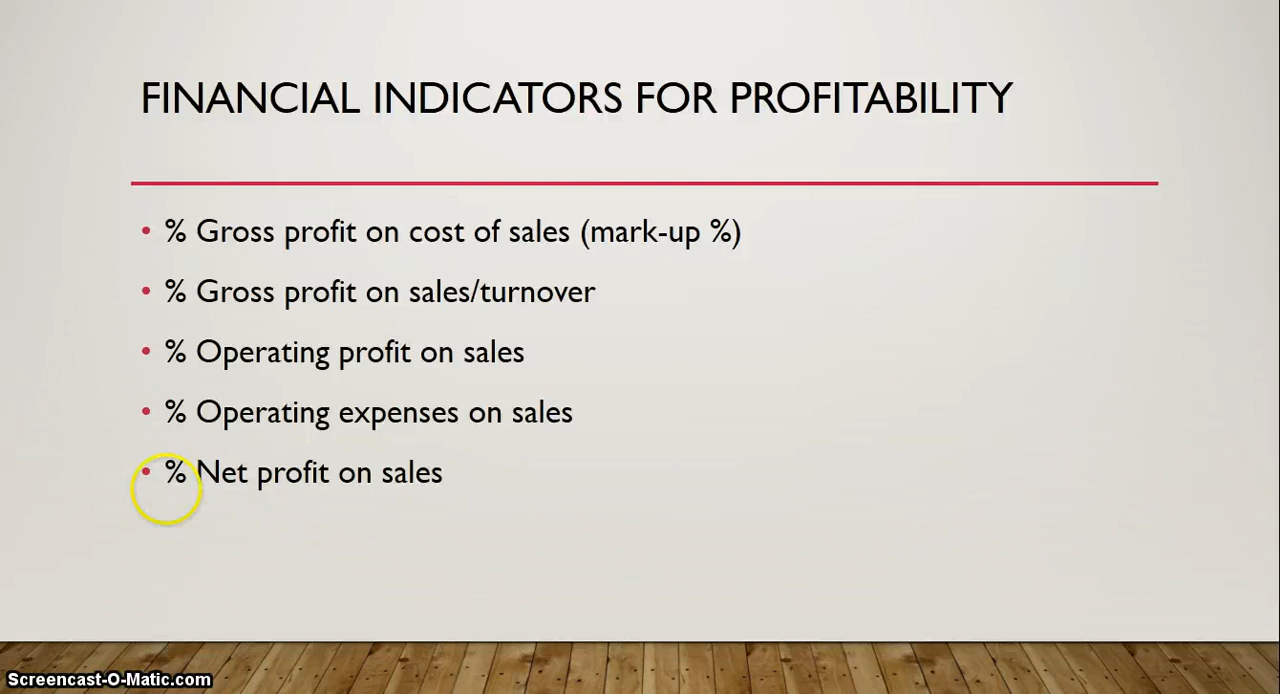 FINANCIAL INDICATORS FOR PROFITABILITY
• % Gross profit on cost of sales (mark-up %)
• % Gross profit on sales/turnover
• % Operating profit on sales
• % Operating expenses on sales
• % Net profit on sales
Screencast-O-Matic.com